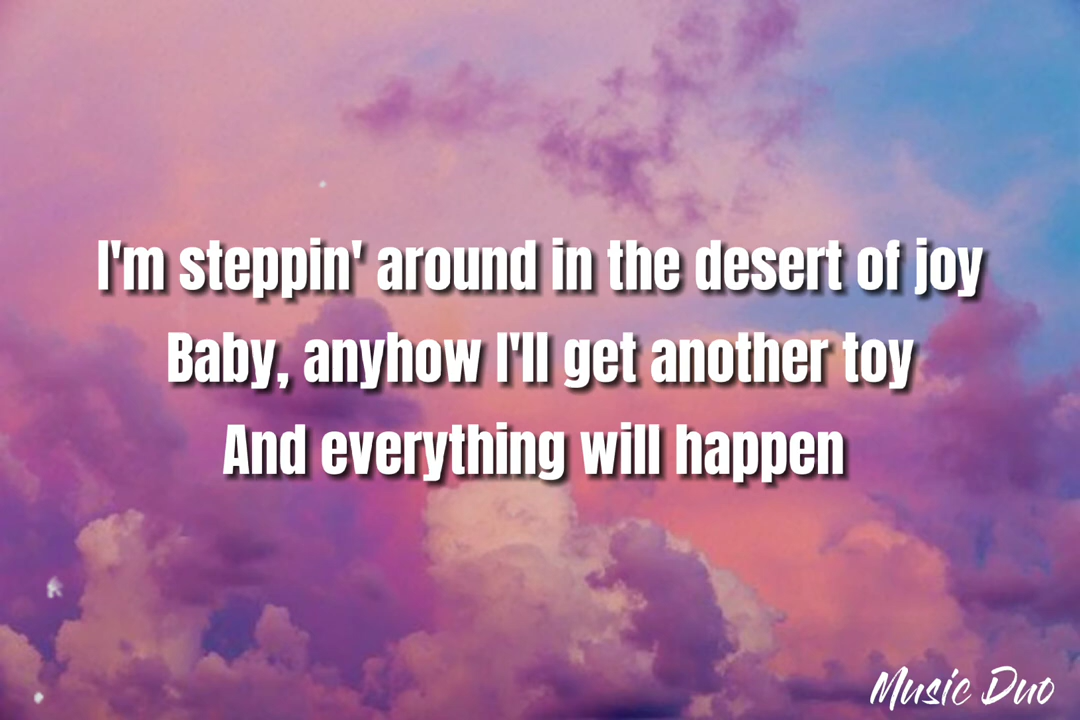 I'm steppin' around in the desert of joy
Baby, anyhow I'll get another toy
And everything will happen
Music Duo